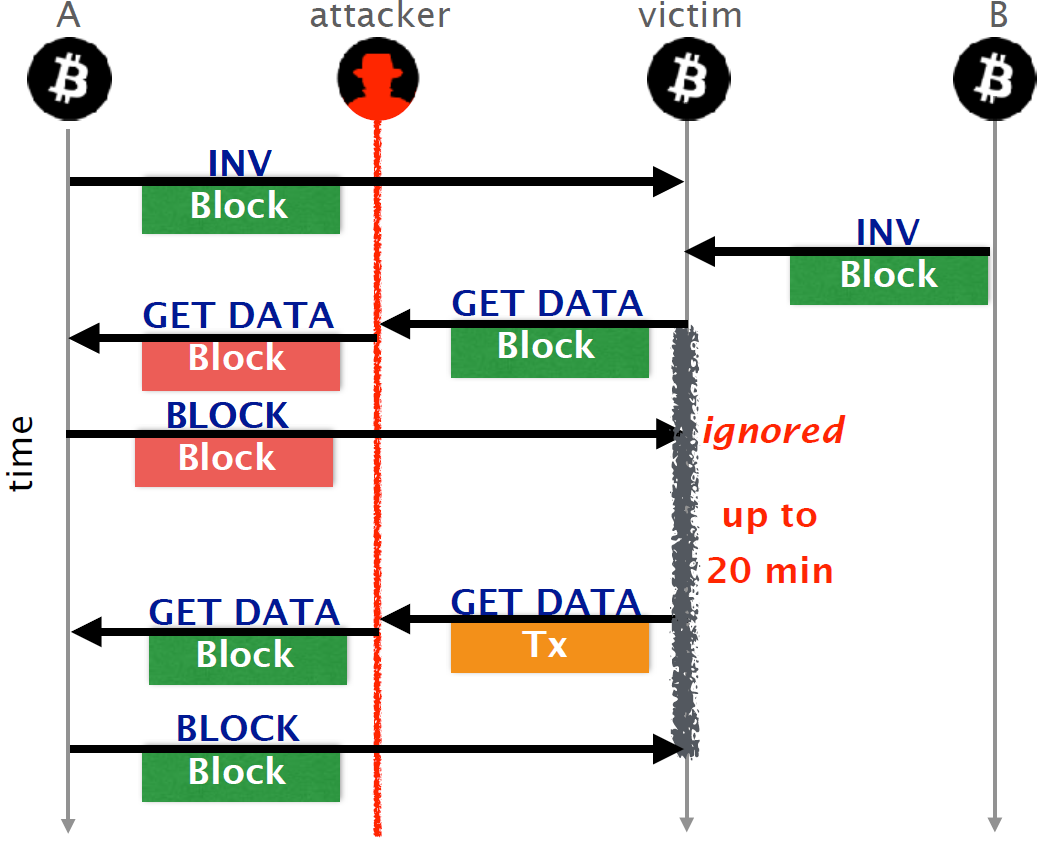 A
attacker
victim
B
INV
Block
INV
Block
GET DATA
Block
GET DATA
Block
BLOCK
Block
ignored
time
up to
20 min
GET DATA
Tx
GET DATA
Block
BLOCK
Block